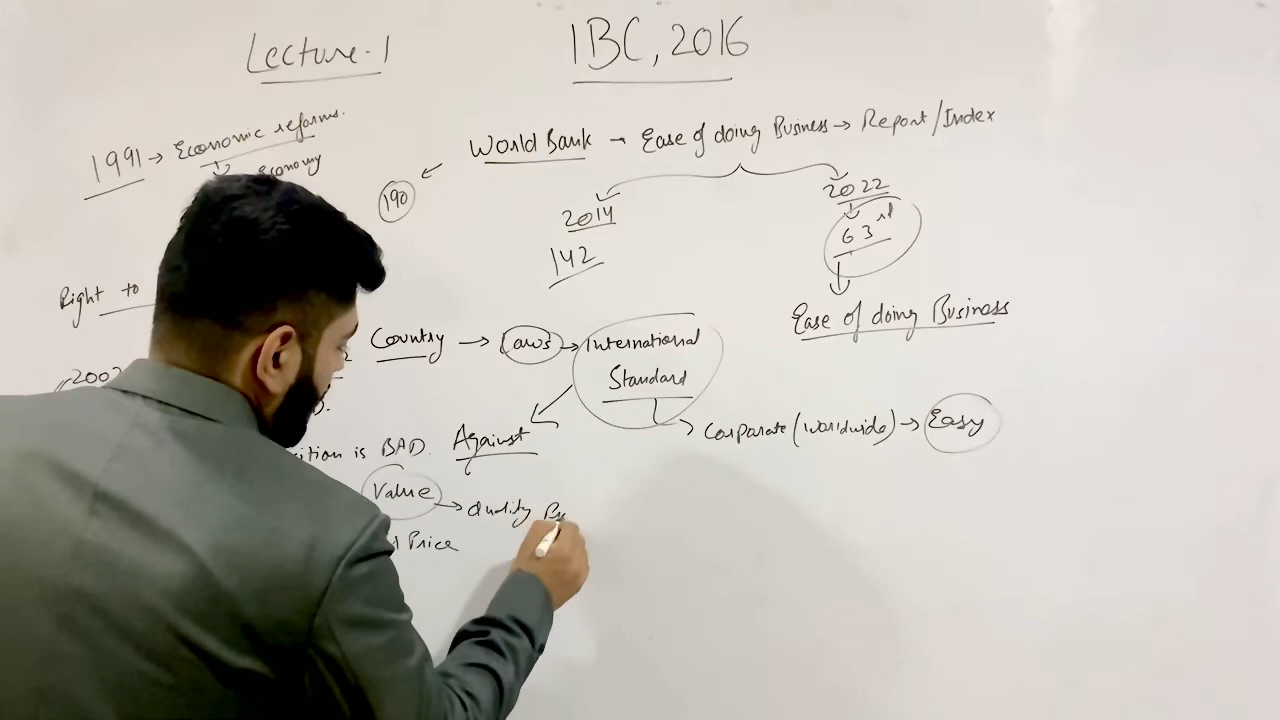 Lecture-1
IBC, 2016
1991 → Economic reforms.
Economy
World Bank → Ease of doing Business → Report/Index
190
2014
142
2022
63rd
Ease of doing Business
Right to
Country → Laws → International
Standard
2002
Corporate (worldwide) → Easy
is BAD. Against
Value → Quality
Price